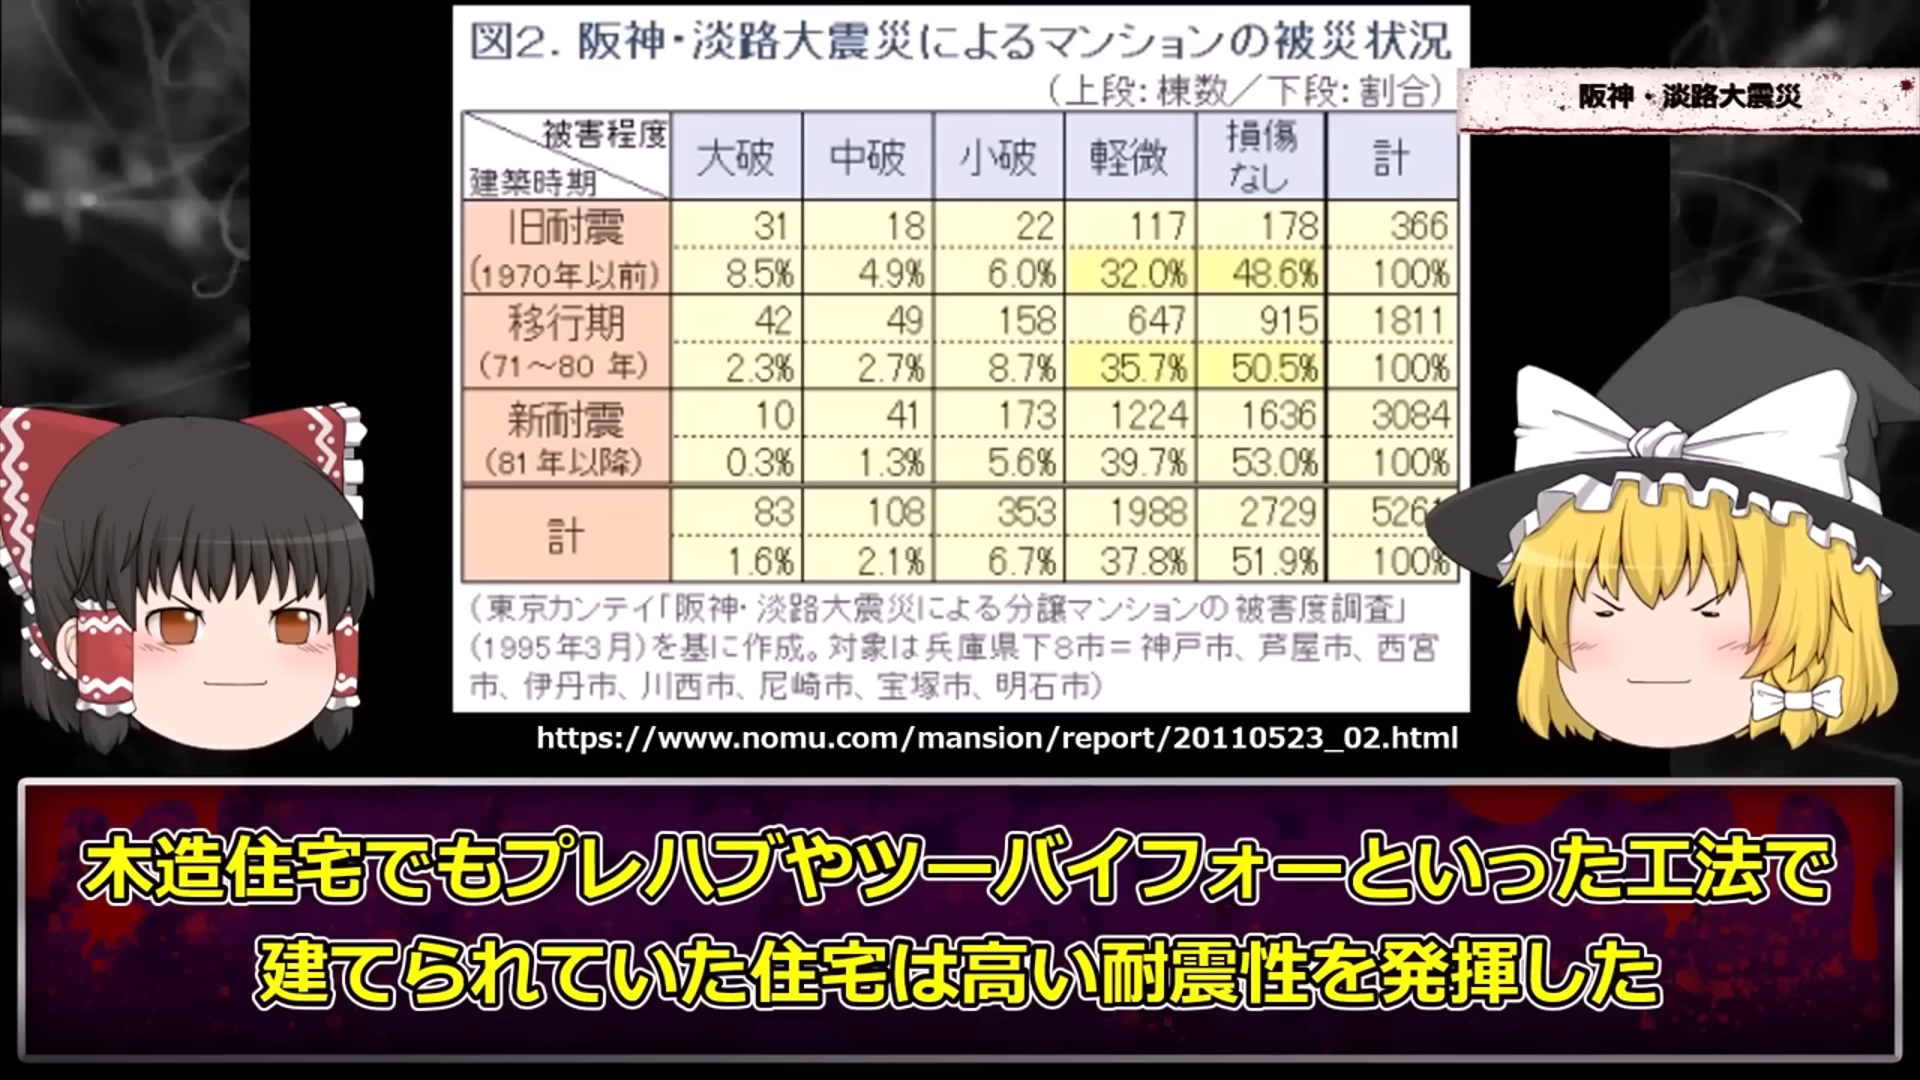 図2. 阪神・淡路大震災によるマンションの被災状況
(上段:棟数／下段:割合)
阪神・淡路大震災
被害程度
建築時期
大破 中破 小破 軽微 損傷なし 計
旧耐震 31 18 22 117 178 366
(1970年以前) 8.5% 4.9% 6.0% 32.0% 48.6% 100%
移行期 42 49 158 647 915 1811
(71～80 年) 2.3% 2.7% 8.7% 35.7% 50.5% 100%
新耐震 10 41 173 1224 1636 3084
(81年以降) 0.3% 1.3% 5.6% 39.7% 53.0% 100%
計 83 108 353 1988 2729
1.6% 2.1% 6.7% 37.8% 51.9% 100%
(東京カンテイ「阪神・淡路大震災による分譲マンションの被害度調査」
(1995年3月)を基に作成。対象は兵庫県下8市＝神戸市、芦屋市、西宮
市、伊丹市、川西市、尼崎市、宝塚市、明石市)
https://www.nomu.com/mansion/report/20110523_02.html
木造住宅でもプレハブやツーバイフォーといった工法で
建てられていた住宅は高い耐震性を発揮した